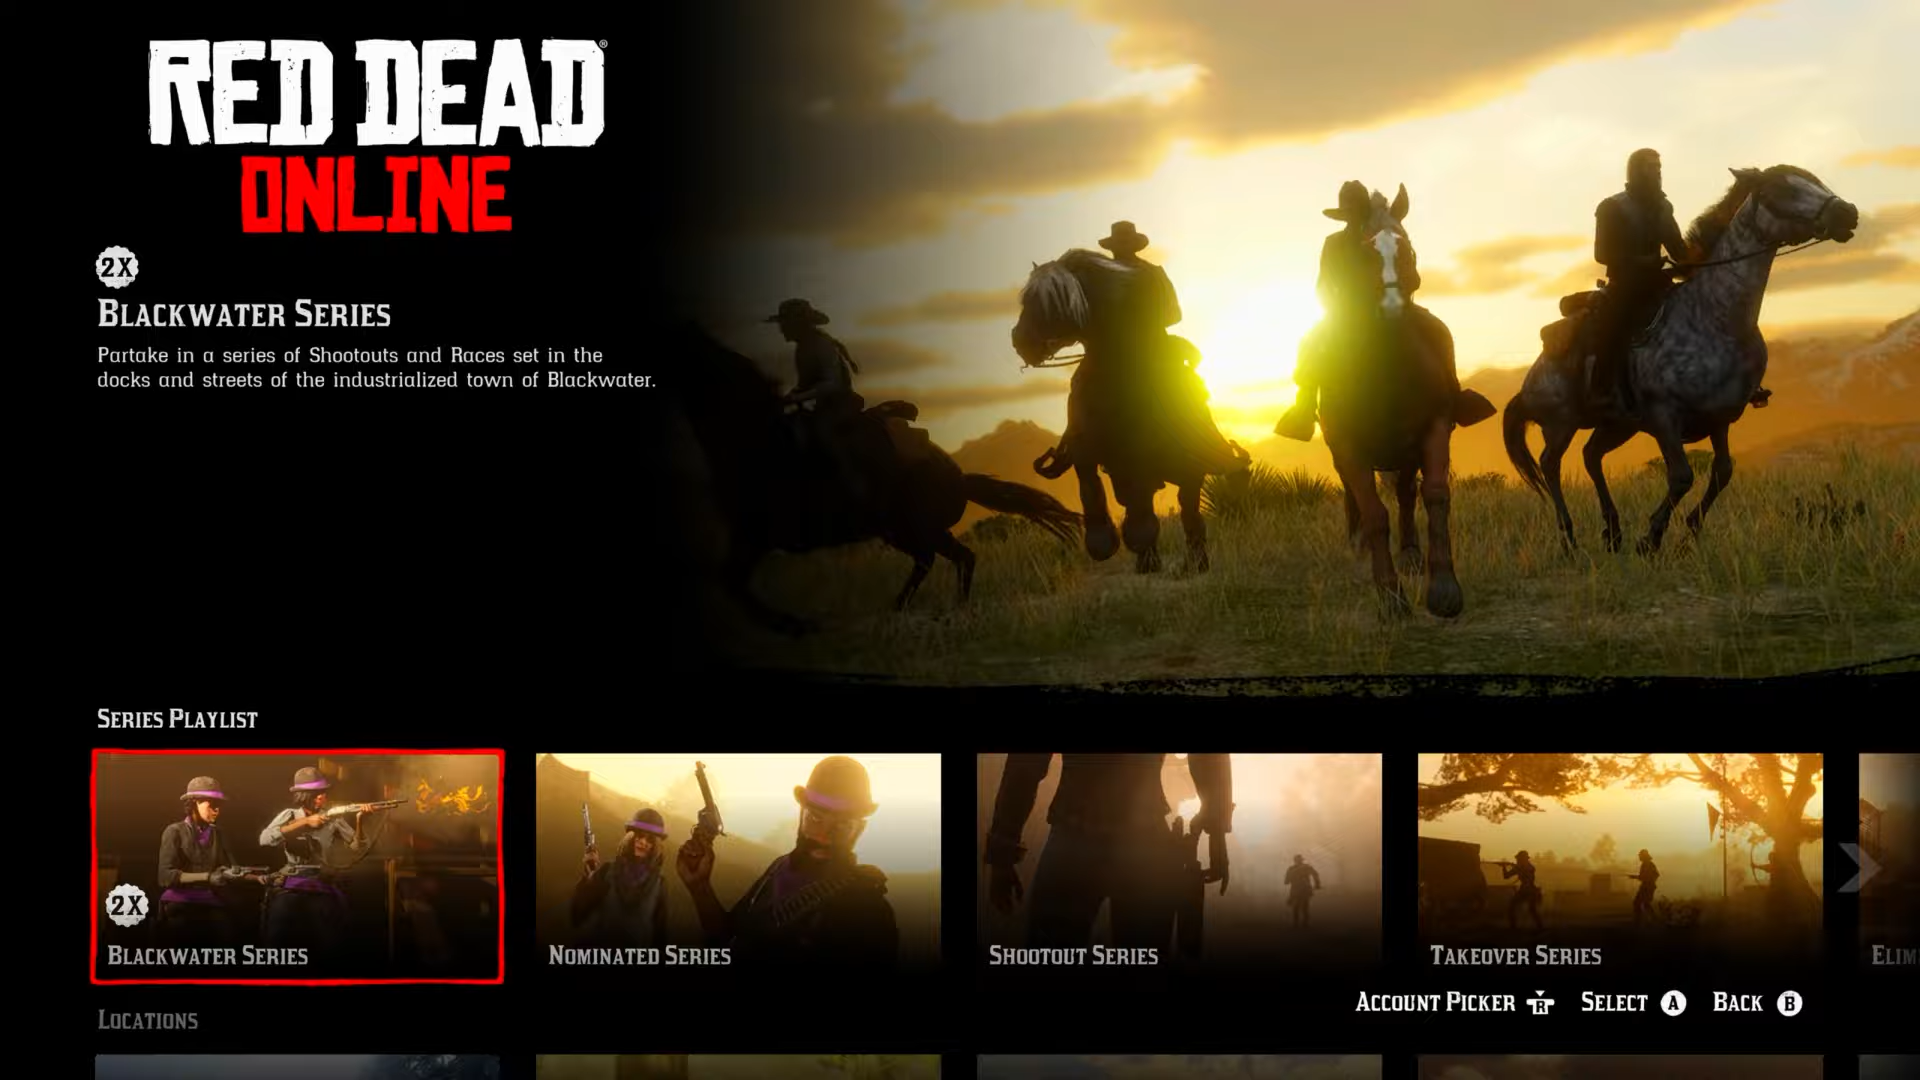 RED DEAD®
ONLINE
2X
BLACKWATER SERIES
Partake in a series of Shootouts and Races set in the
docks and streets of the industrialized town of Blackwater.
SERIES PLAYLIST
2X
BLACKWATER SERIES
NOMINATED SERIES
SHOOTOUT SERIES
TAKEOVER SERIES
ELIM
ACCOUNT PICKER R SELECT A BACK B
LOCATIONS